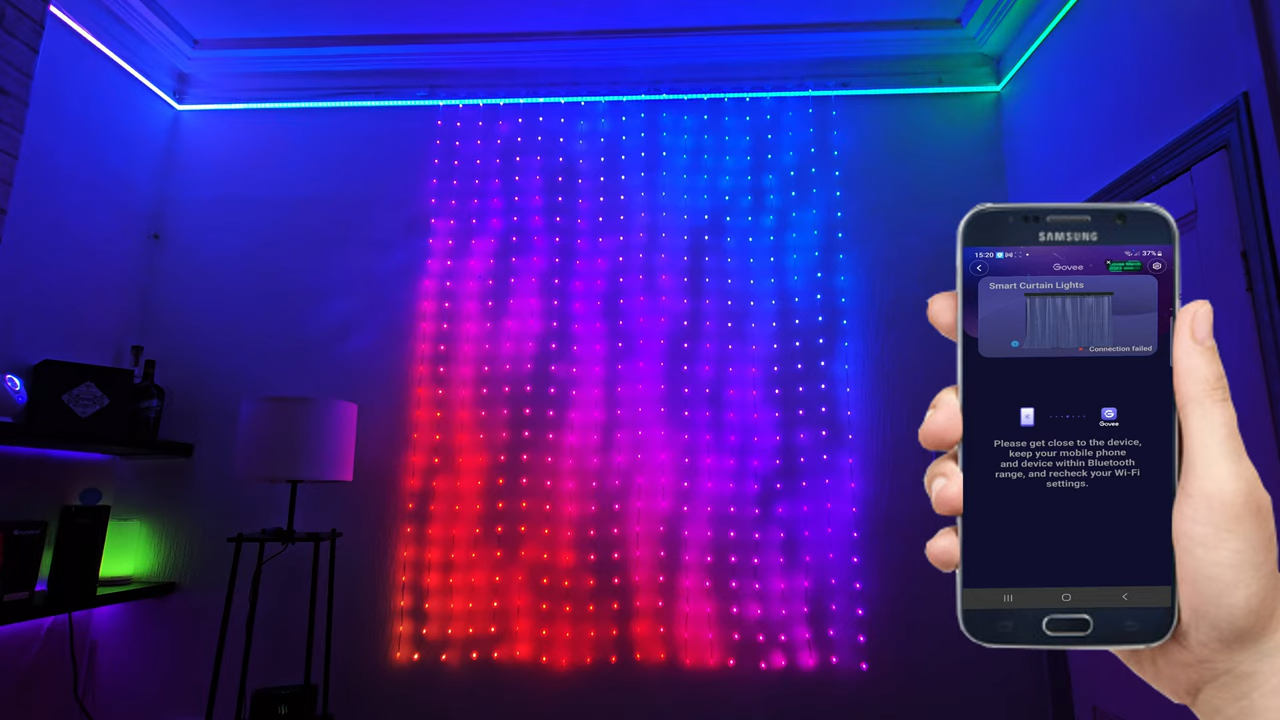 SAMSUNG
15:20 37%
Govee
Smart Curtain Lights
Connection failed
Govee
Please get close to the device,
keep your mobile phone
and device within Bluetooth
range, and recheck your Wi-Fi
settings.